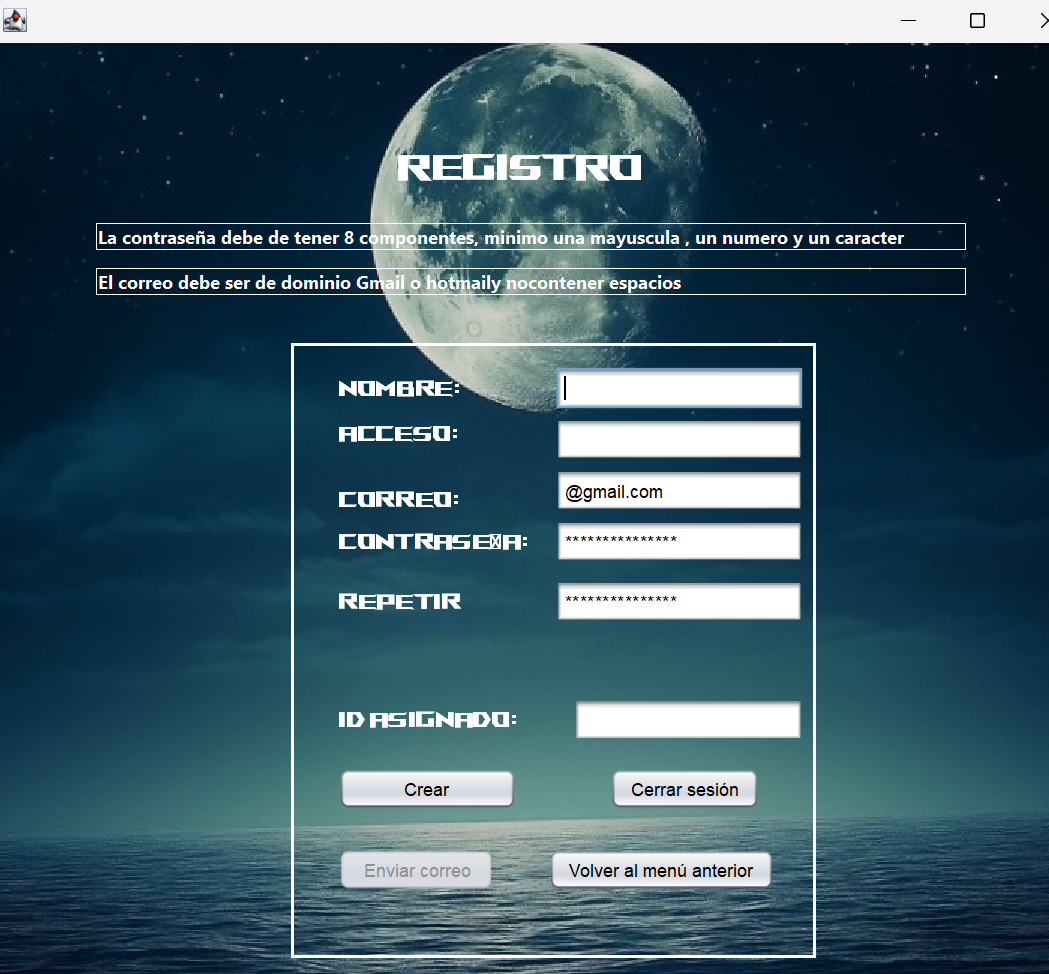 REGISTRO
La contraseña debe de tener 8 componentes, minimo una mayuscula , un numero y un caracter
El correo debe ser de dominio Gmail o hotmaily nocontener espacios
NOMBRE:
ACCESO:
CORREO: @gmail.com
CONTRASE☒A: ***************
REPETIR ***************
ID ASIGNADO:
Crear Cerrar sesión
Enviar correo Volver al menú anterior